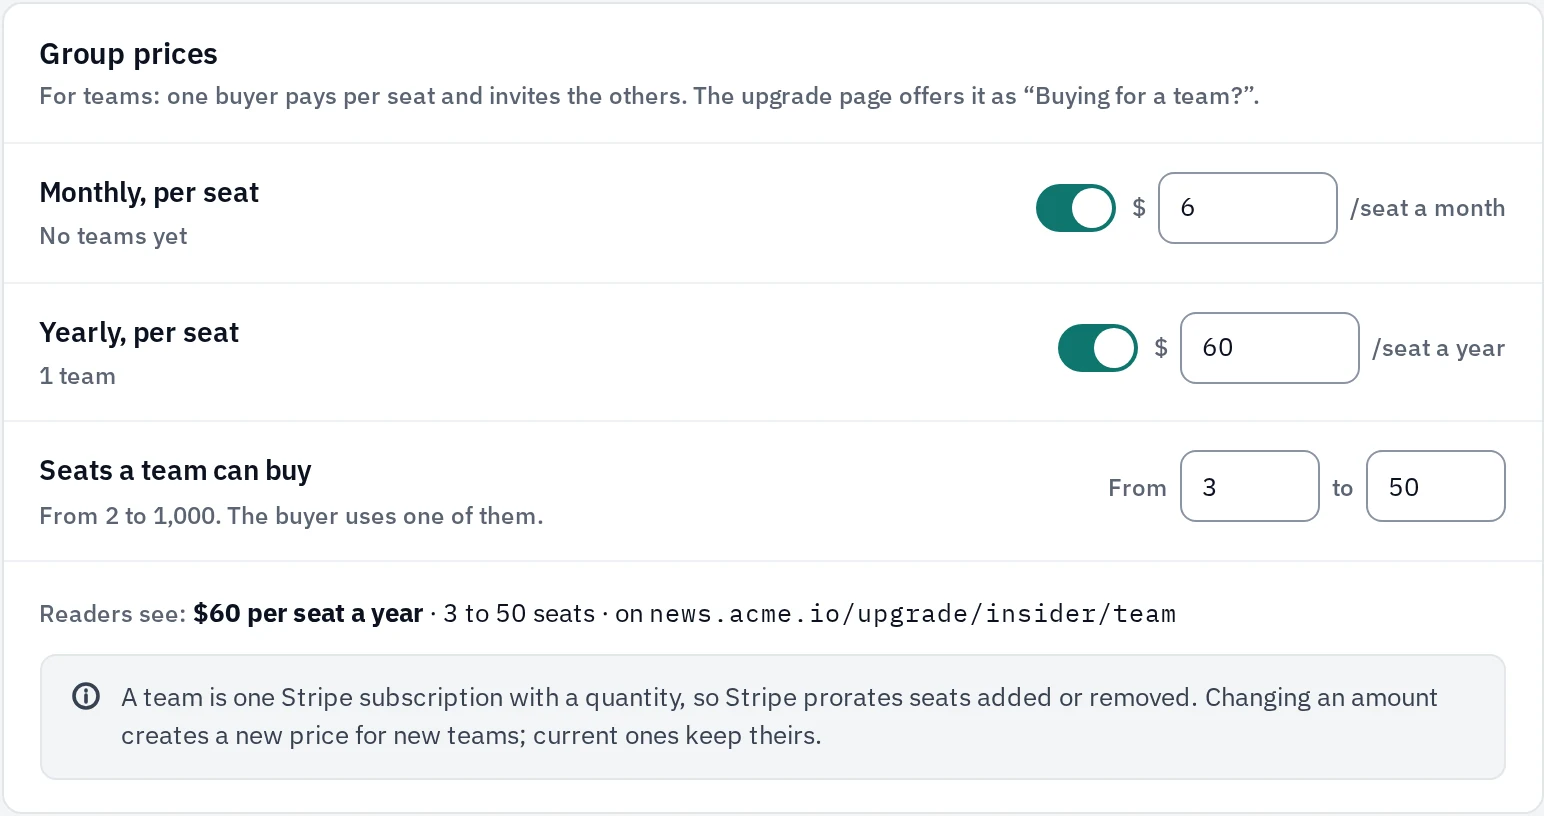 Group prices
For teams: one buyer pays per seat and invites the others. The upgrade page offers it as “Buying for a team?”.
Monthly, per seat
No teams yet
$ 6 /seat a month
Yearly, per seat
1 team
$ 60 /seat a year
Seats a team can buy
From 2 to 1,000. The buyer uses one of them.
From 3 to 50
Readers see: $60 per seat a year · 3 to 50 seats · on news.acme.io/upgrade/insider/team
A team is one Stripe subscription with a quantity, so Stripe prorates seats added or removed. Changing an amount
creates a new price for new teams; current ones keep theirs.